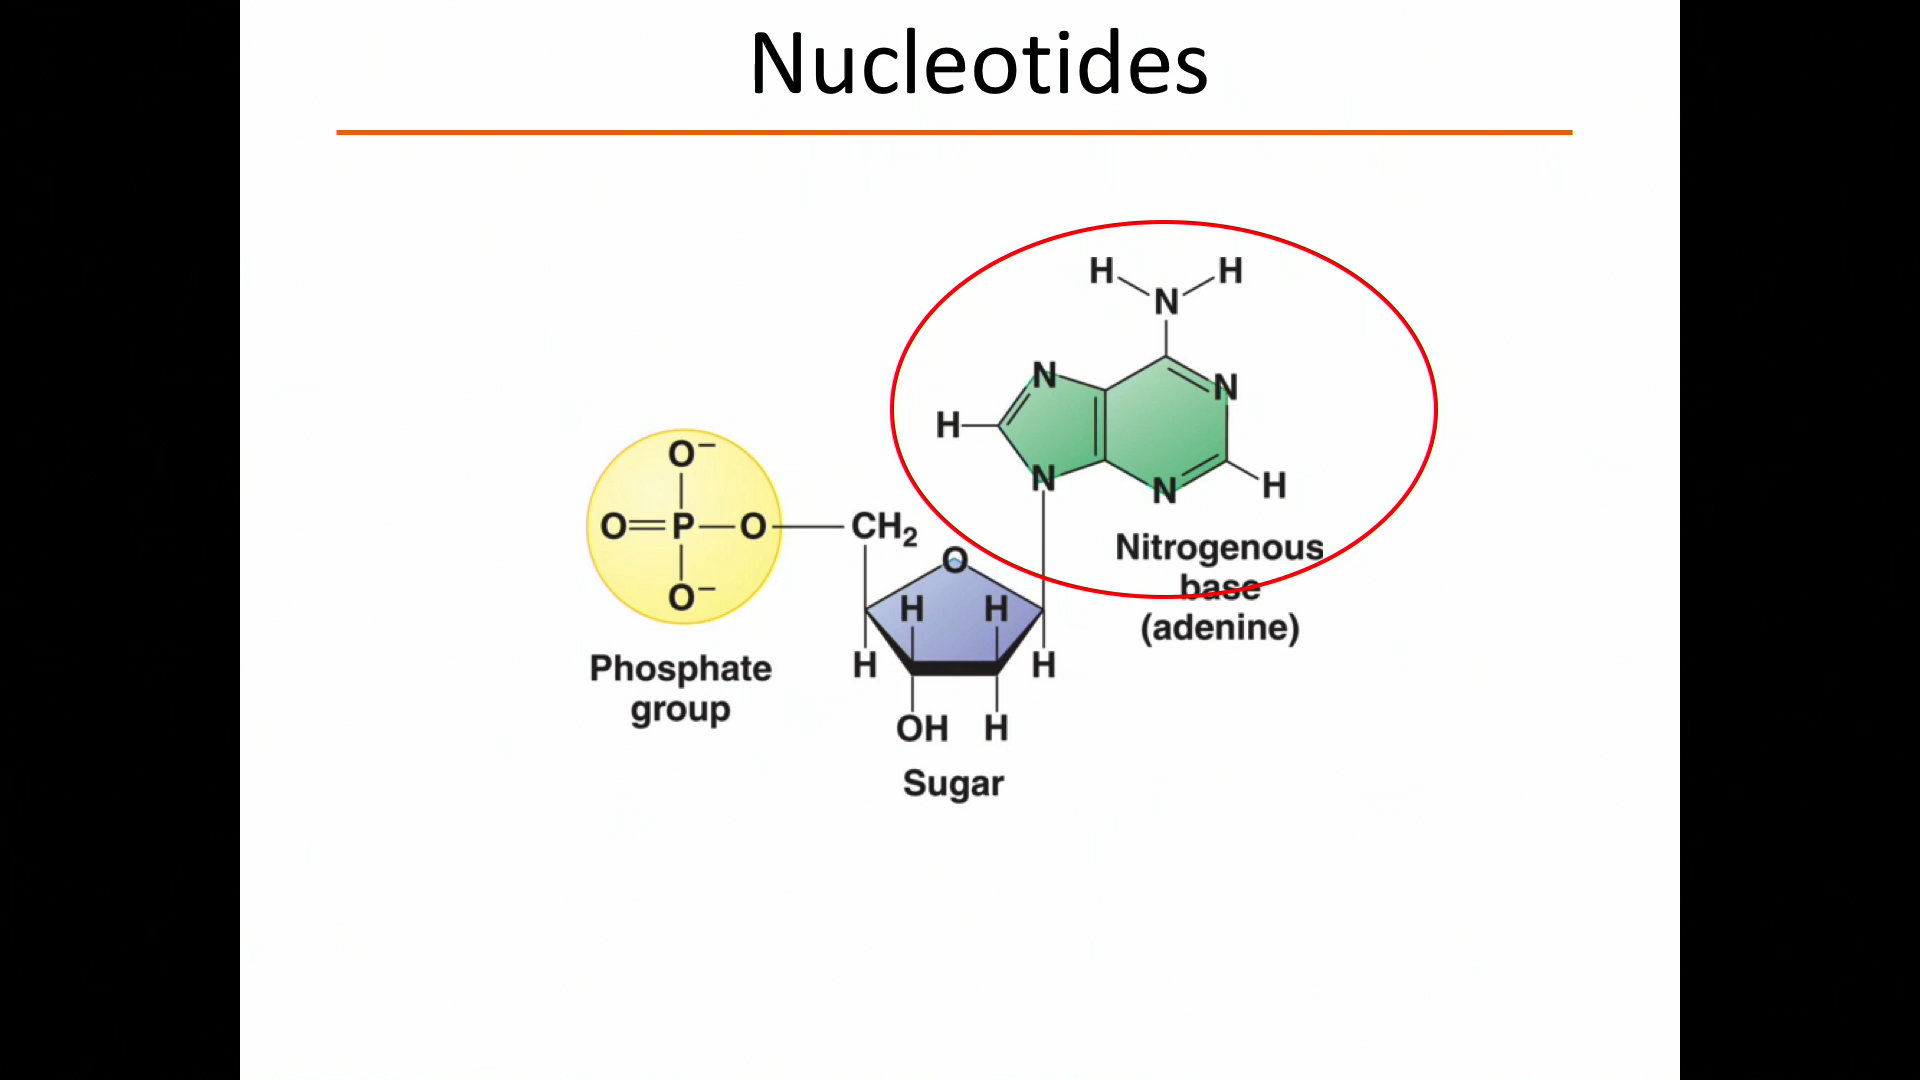 Nucleotides
H H
N
N N
H
N N H
O⁻
O=P—O—CH₂
O⁻
O
H H
H H
OH H
Nitrogenous
base
(adenine)
Phosphate
group
Sugar